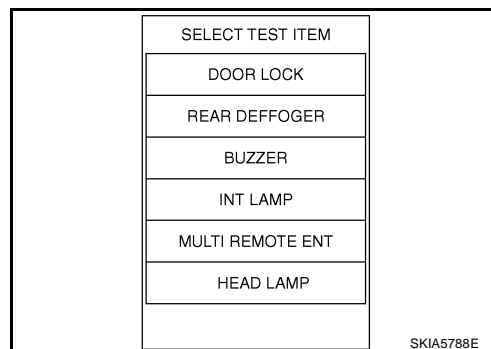 SELECT TEST ITEM
DOOR LOCK
REAR DEFFOGER
BUZZER
INT LAMP
MULTI REMOTE ENT
HEAD LAMP
SKIA5788E